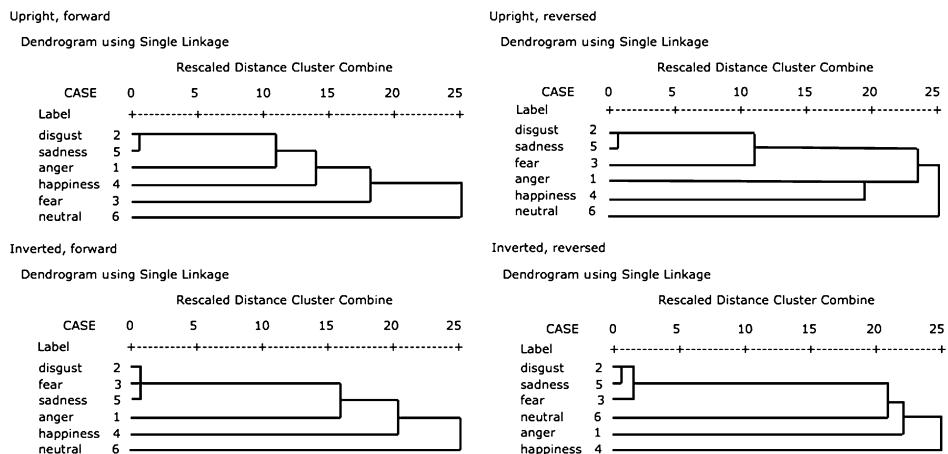 Upright, forward
Dendrogram using Single Linkage
Rescaled Distance Cluster Combine
CASE 0 5 10 15 20 25
Label
disgust 2
sadness 5
anger 1
happiness 4
fear 3
neutral 6
Upright, reversed
Dendrogram using Single Linkage
Rescaled Distance Cluster Combine
CASE 0 5 10 15 20 25
Label
disgust 2
sadness 5
fear 3
anger 1
happiness 4
neutral 6
Inverted, forward
Dendrogram using Single Linkage
Rescaled Distance Cluster Combine
CASE 0 5 10 15 20 25
Label
disgust 2
fear 3
sadness 5
anger 1
happiness 4
neutral 6
Inverted, reversed
Dendrogram using Single Linkage
Rescaled Distance Cluster Combine
CASE 0 5 10 15 20 25
Label
disgust 2
sadness 5
fear 3
neutral 6
anger 1
happiness 4